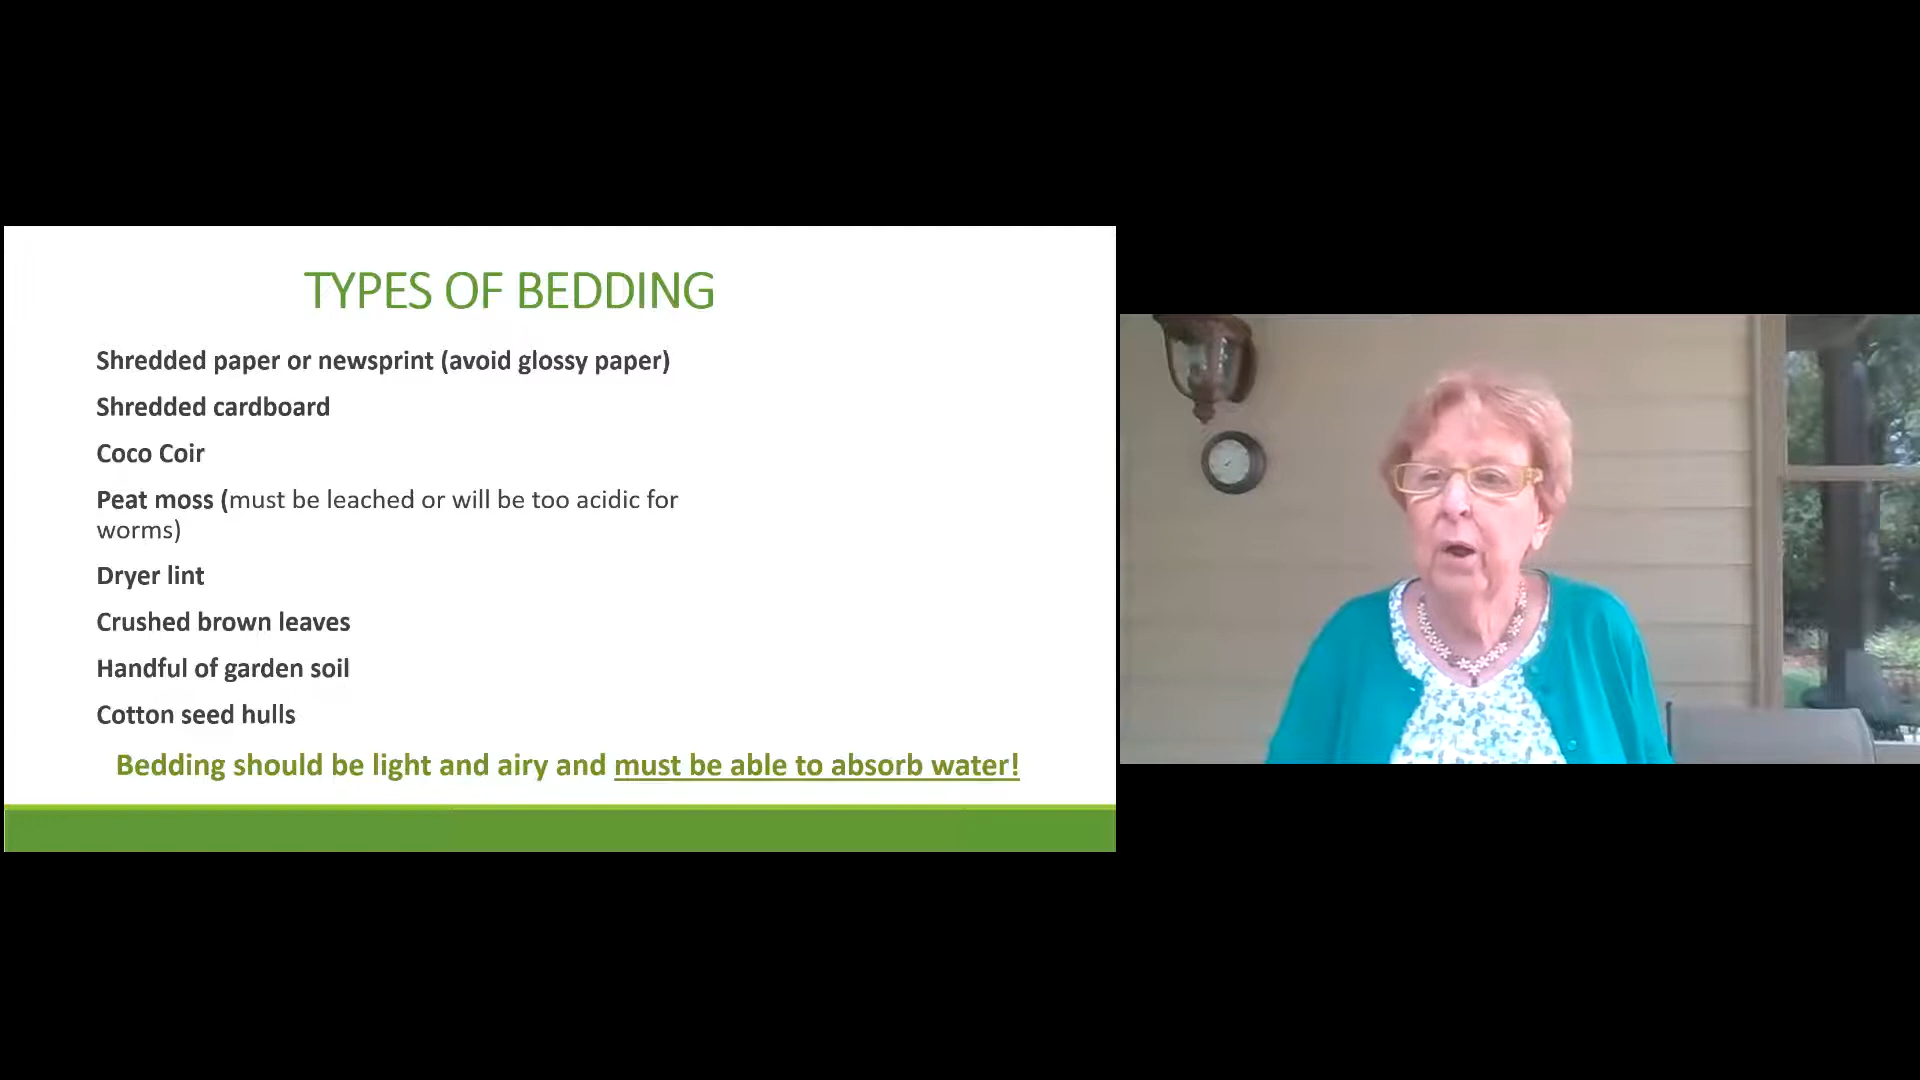 TYPES OF BEDDING
Shredded paper or newsprint (avoid glossy paper)
Shredded cardboard
Coco Coir
Peat moss (must be leached or will be too acidic for
worms)
Dryer lint
Crushed brown leaves
Handful of garden soil
Cotton seed hulls
Bedding should be light and airy and must be able to absorb water!